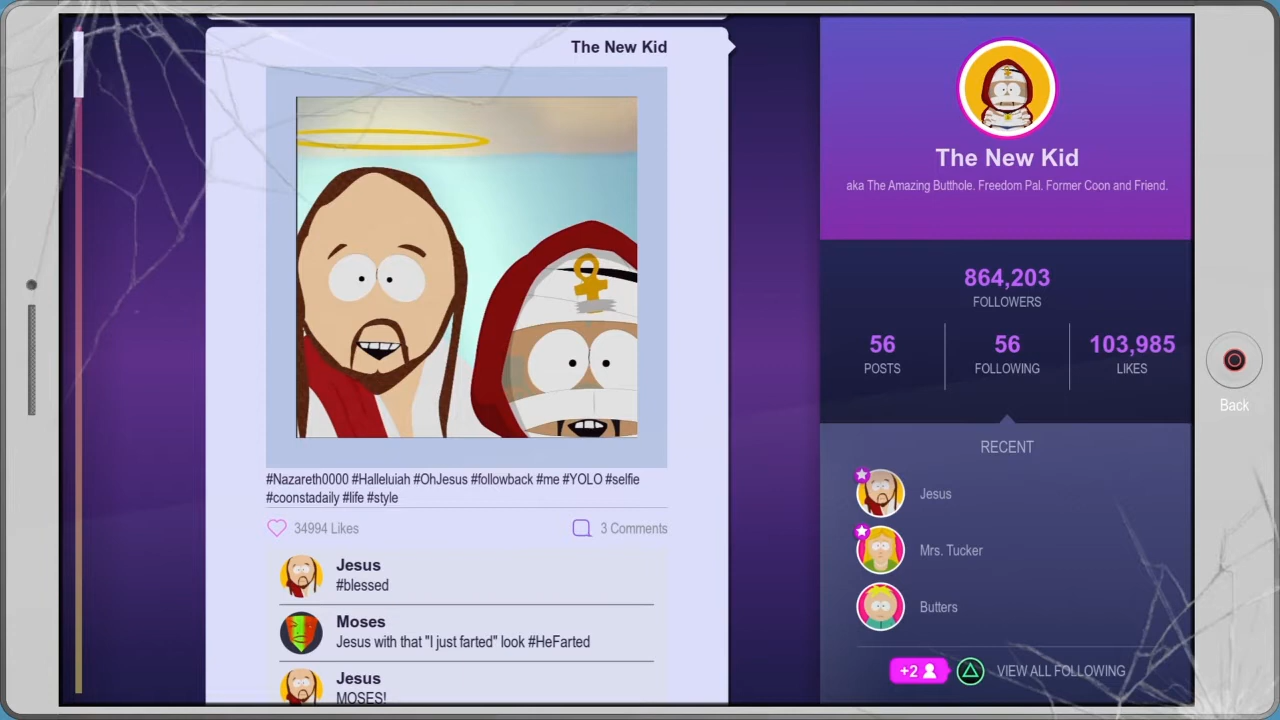 The New Kid
#Nazareth0000 #Halleluiah #OhJesus #followback #me #YOLO #selfie
#coonstadaily #life #style
34994 Likes
3 Comments
Jesus
#blessed
Moses
Jesus with that "I just farted" look #HeFarted
Jesus
MOSES!
The New Kid
aka The Amazing Butthole. Freedom Pal. Former Coon and Friend.
864,203
FOLLOWERS
56
POSTS
56
FOLLOWING
103,985
LIKES
RECENT
Jesus
Mrs. Tucker
Butters
+2
VIEW ALL FOLLOWING
Back